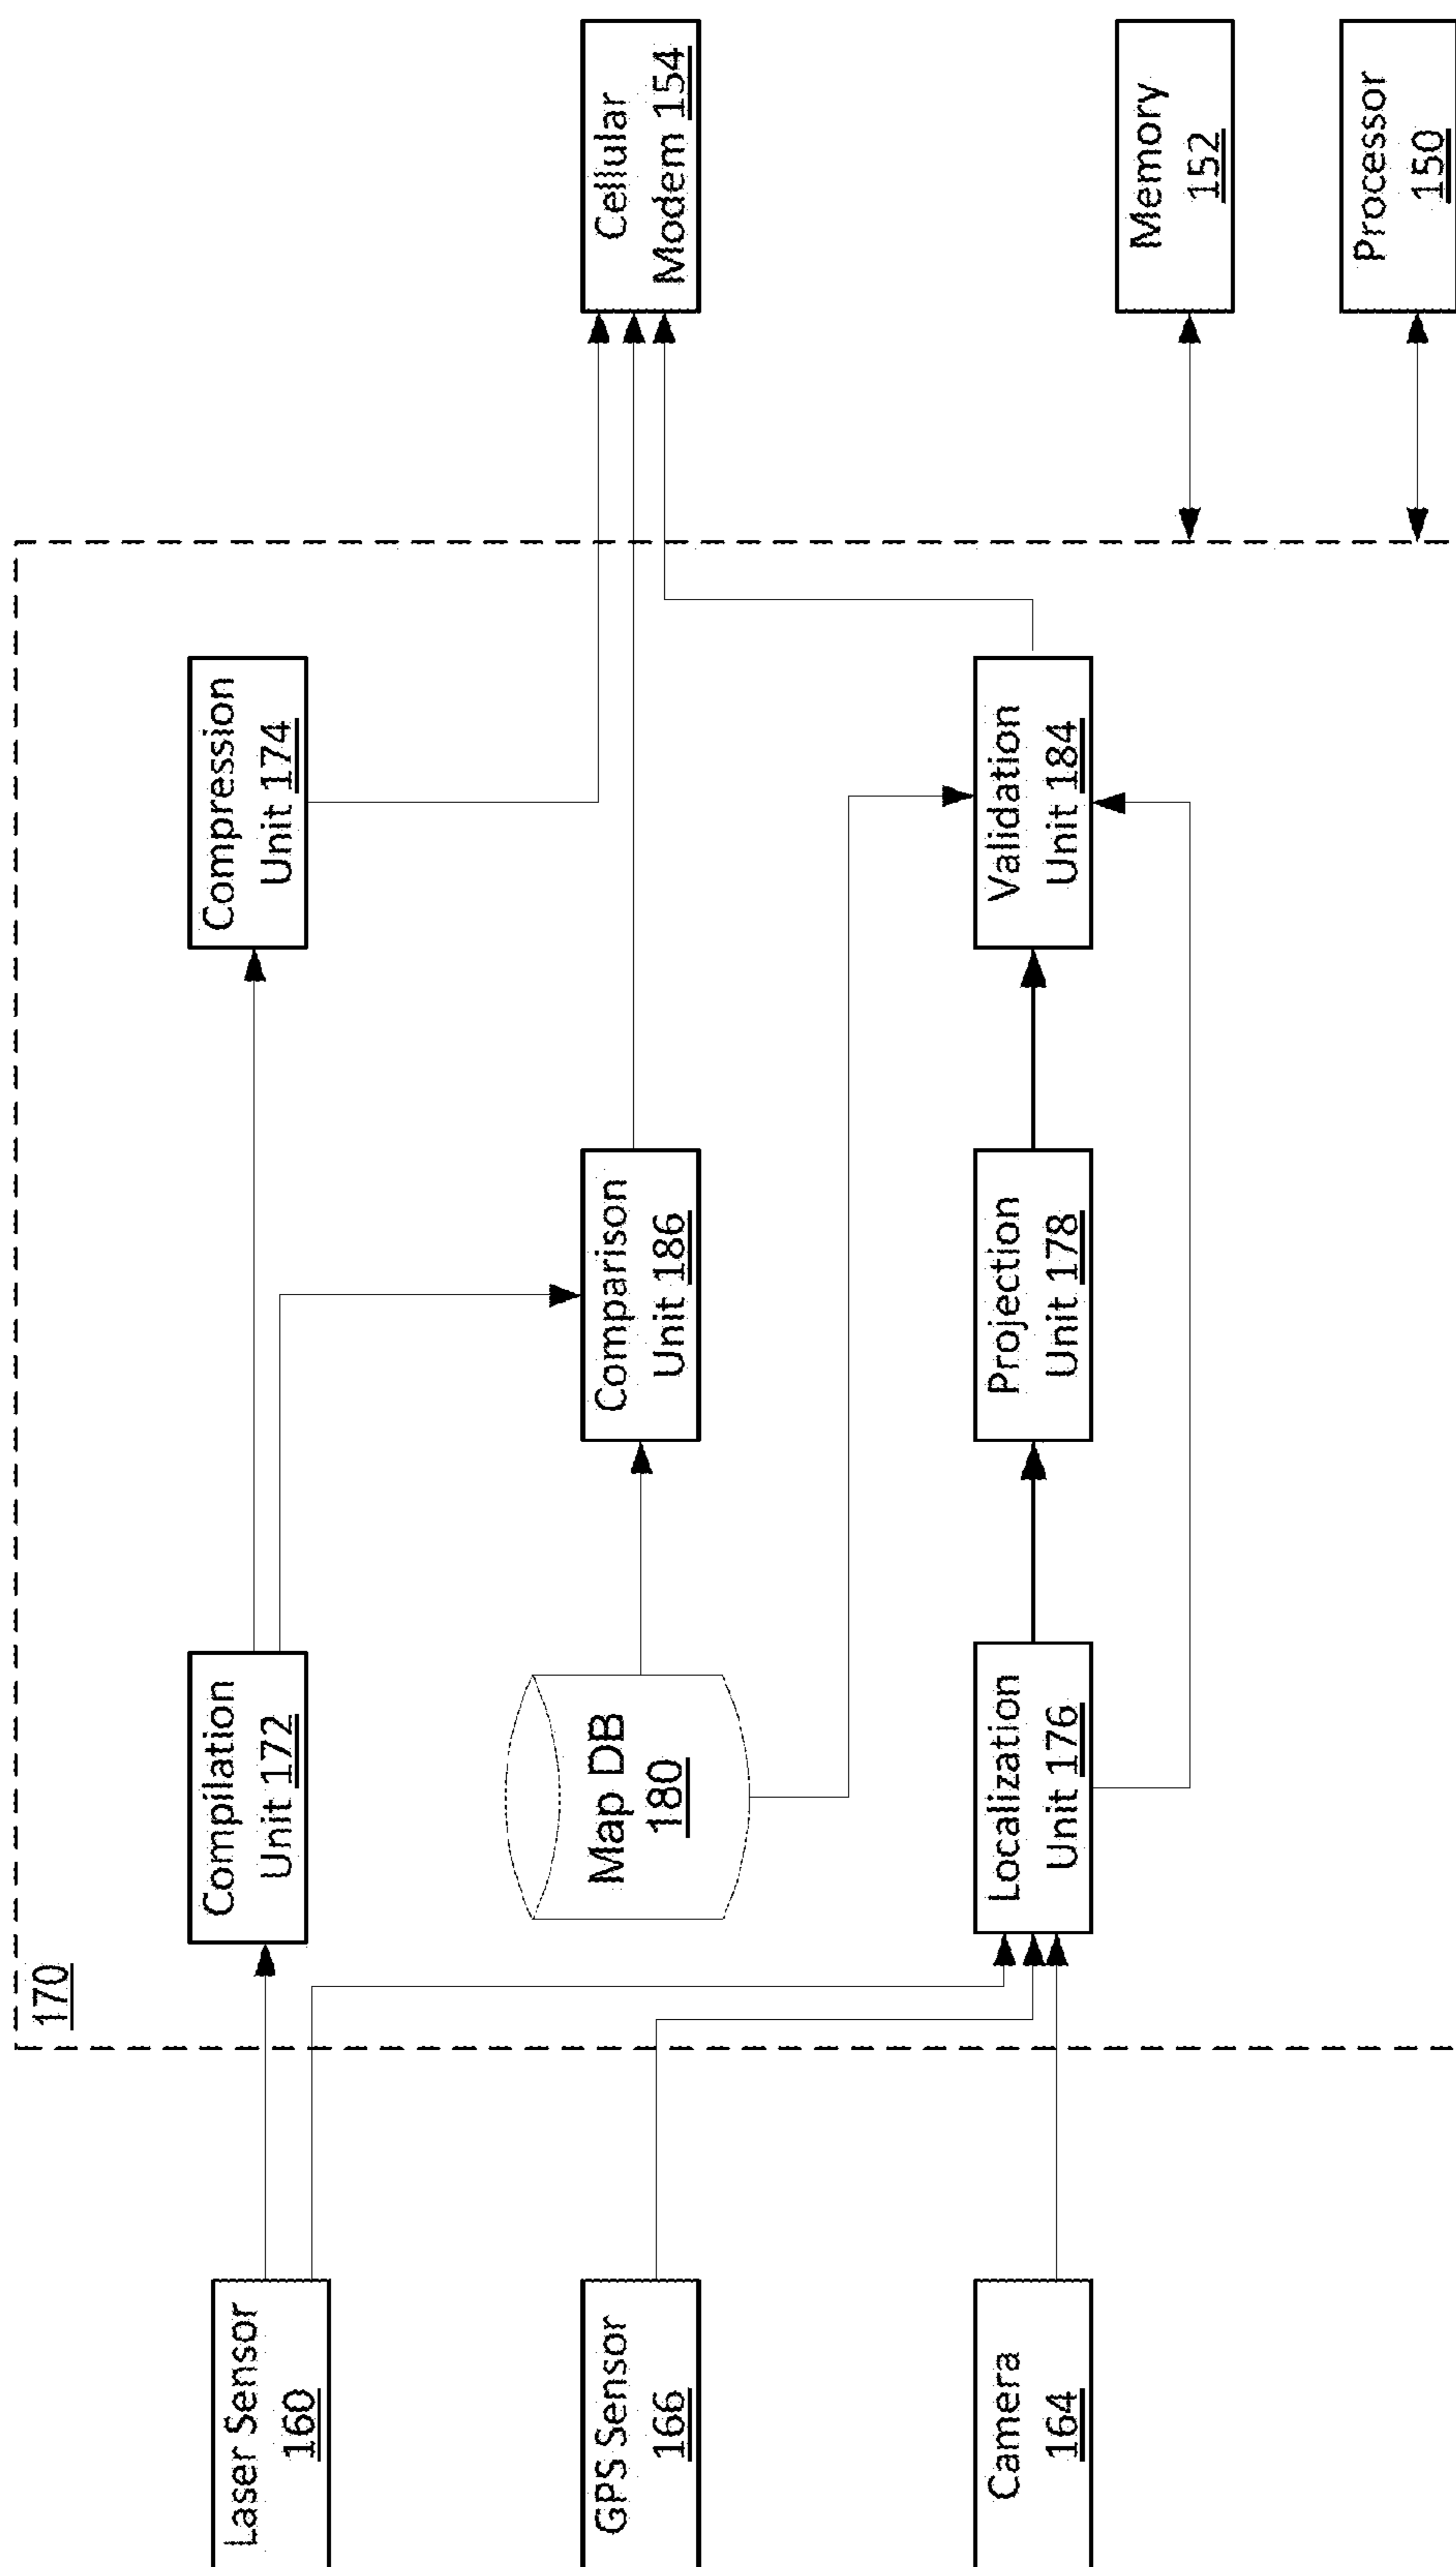 170
Laser Sensor
160
GPS Sensor
166
Camera
164
Compilation
Unit 172
Map DB
180
Localization
Unit 176
Comparison
Unit 186
Projection
Unit 178
Compression
Unit 174
Validation
Unit 184
Cellular
Modem 154
Memory
152
Processor
150